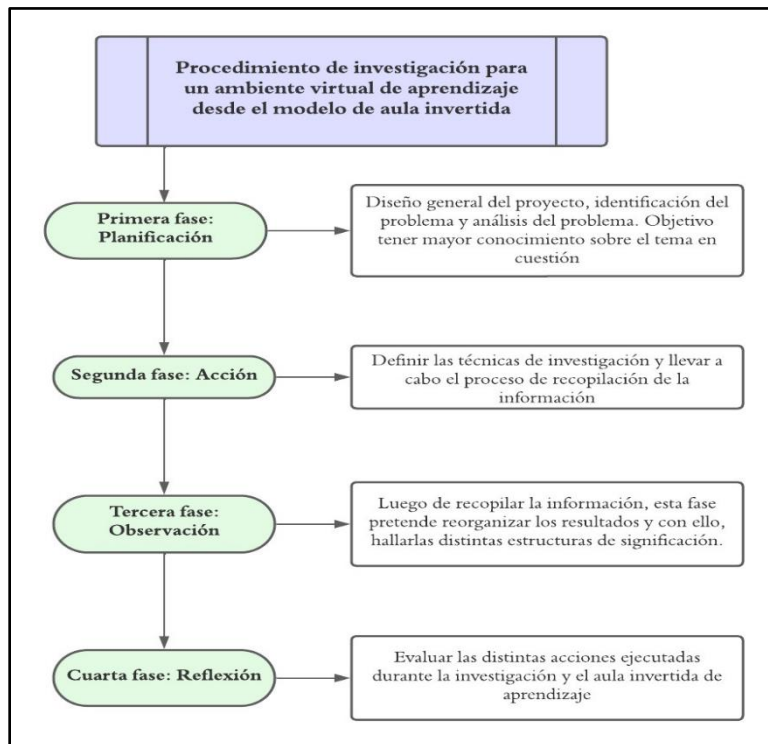 Procedimiento de investigación para
un ambiente virtual de aprendizaje
desde el modelo de aula invertida
Primera fase:
Planificación
Diseño general del proyecto, identificación del
problema y análisis del problema. Objetivo
tener mayor conocimiento sobre el tema en
cuestión
Segunda fase: Acción
Definir las técnicas de investigación y llevar a
cabo el proceso de recopilación de la
información
Tercera fase:
Observación
Luego de recopilar la información, esta fase
pretende reorganizar los resultados y con ello,
hallarlas distintas estructuras de significación.
Cuarta fase: Reflexión
Evaluar las distintas acciones ejecutadas
durante la investigación y el aula invertida de
aprendizaje